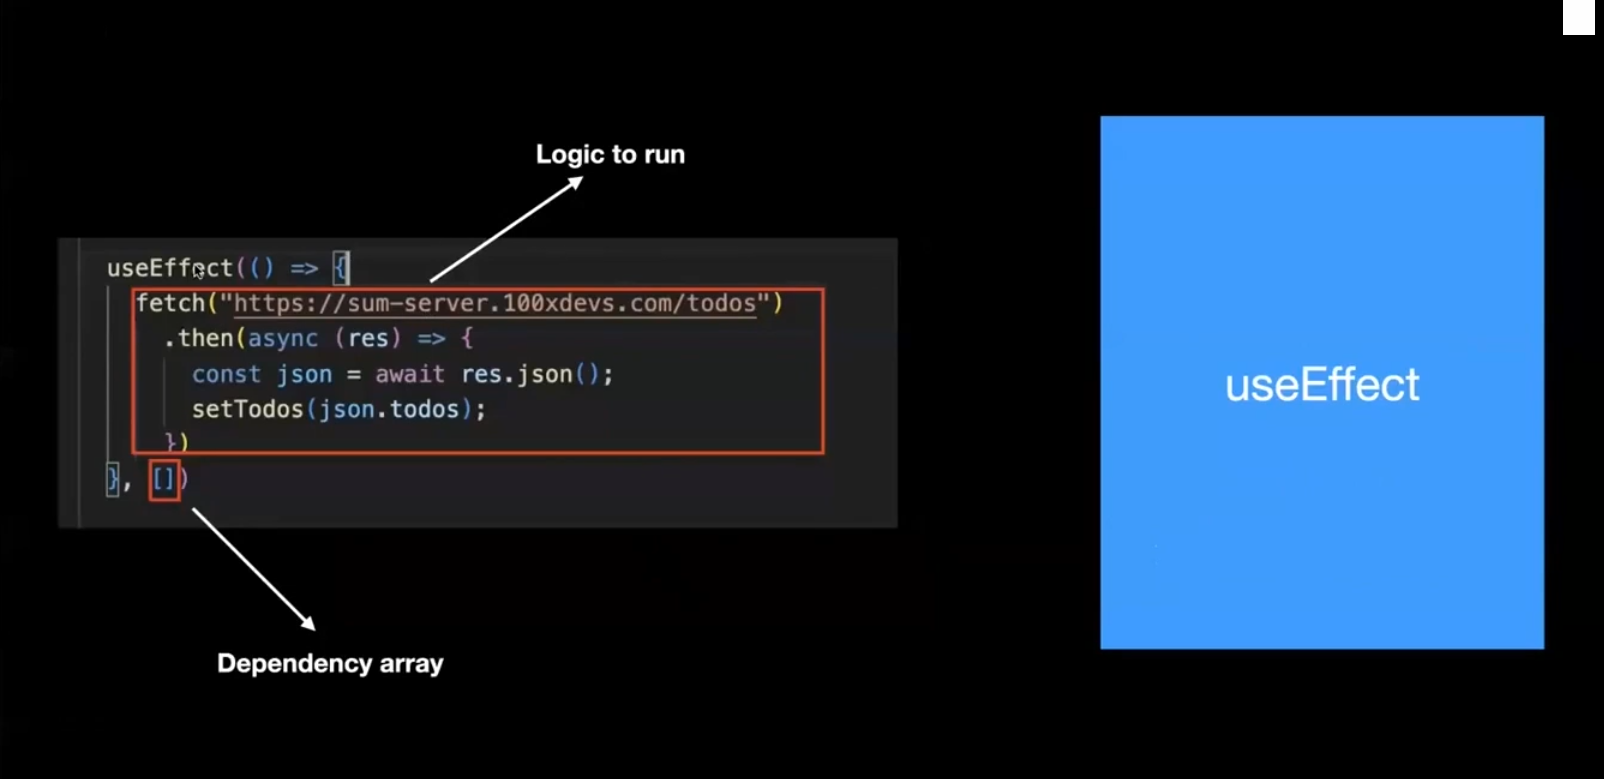 Logic to run
useEffect(() => {
fetch("https://sum-server.100xdevs.com/todos")
.then(async (res) => {
const json = await res.json();
setTodos(json.todos);
})
}, [])
Dependency array
useEffect